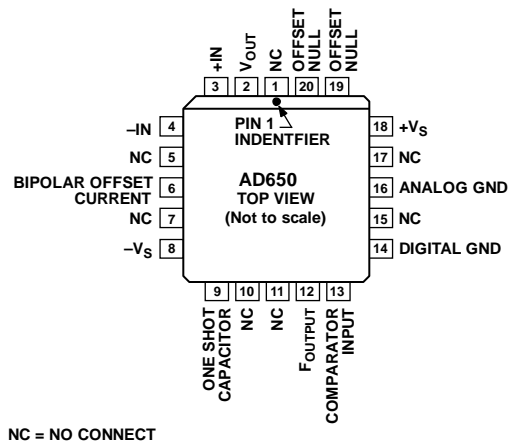 +IN
VOUT
NC
OFFSET
NULL
OFFSET
NULL
3 2 1 20 19
PIN 1
INDENTFIER
–IN 4
NC 5
BIPOLAR OFFSET
CURRENT
6
NC 7
–VS 8
AD650
TOP VIEW
(Not to scale)
18 +VS
17 NC
16 ANALOG GND
15 NC
14 DIGITAL GND
9 10 11 12 13
ONE SHOT
CAPACITOR
NC
NC
FOUTPUT
COMPARATOR
INPUT
NC = NO CONNECT